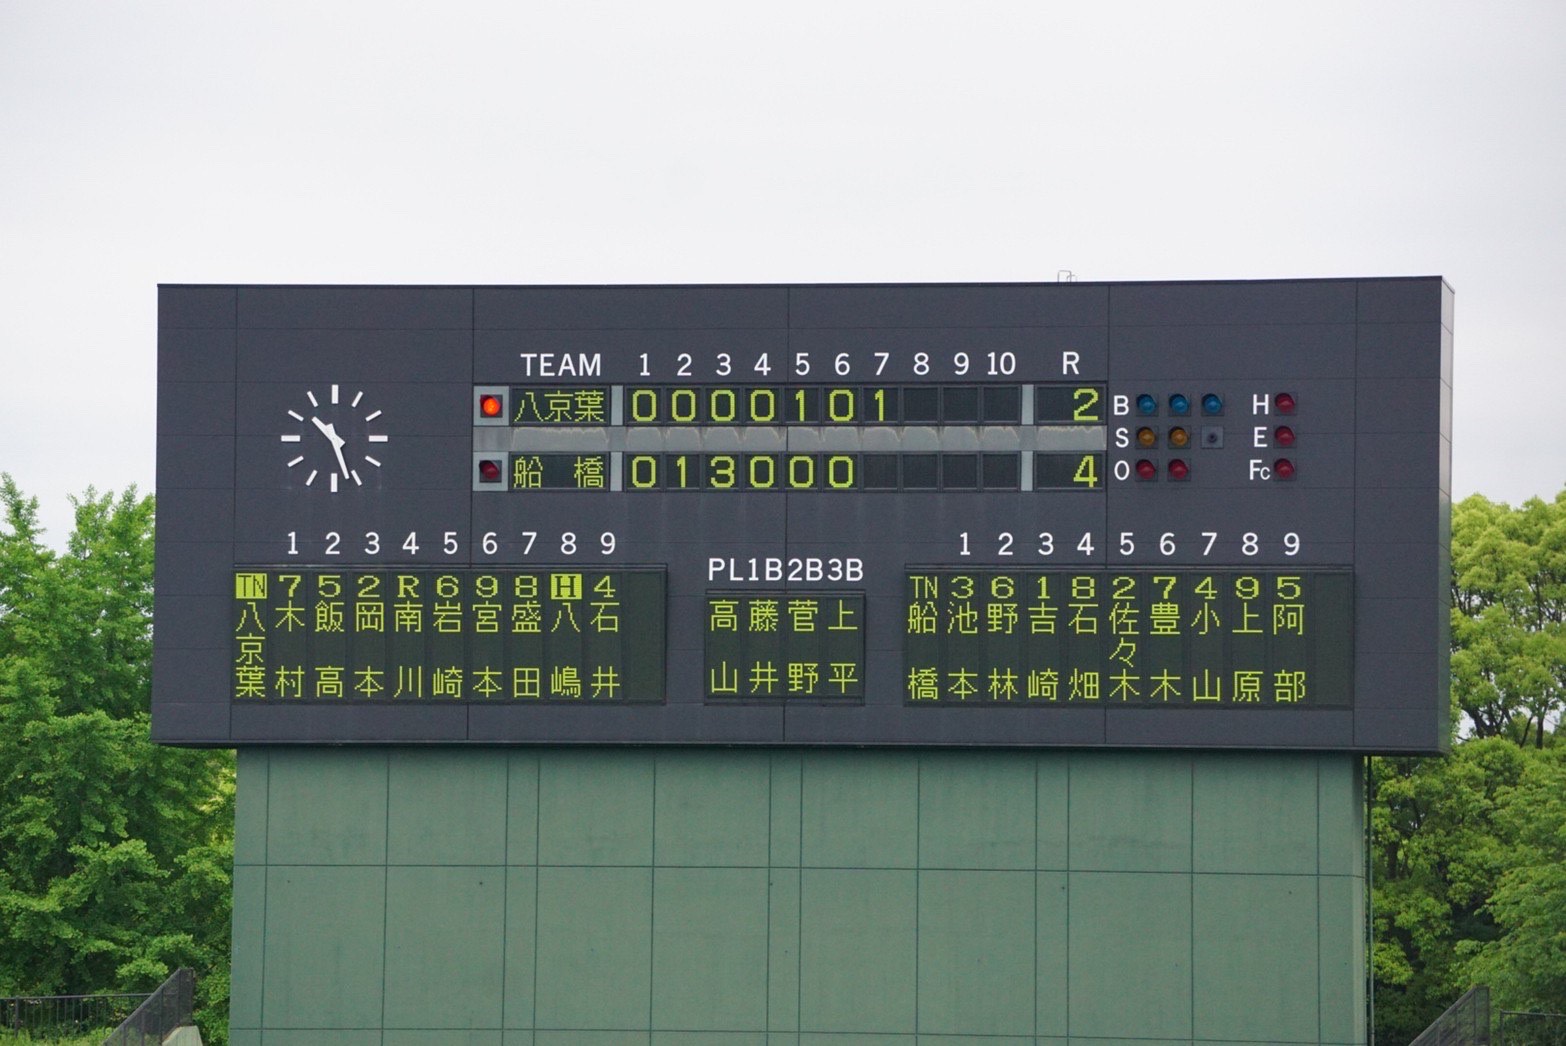 TEAM 1 2 3 4 5 6 7 8 9 10 R
八京葉 0 0 0 0 1 0 1 2
船橋 0 1 3 0 0 0 4
B H
S E
O Fc
1 2 3 4 5 6 7 8 9
TN 7 5 2 R 6 9 8 H 4
八京葉 木村 飯高 岡本 南川 岩崎 宮本 盛田 八嶋 石井
PL 1B 2B 3B
高山 藤井 菅野 上平
1 2 3 4 5 6 7 8 9
TN 3 6 1 8 2 7 4 9 5
船橋 池本 野林 吉崎 石畑 佐々木 豊木 小山 上原 阿部